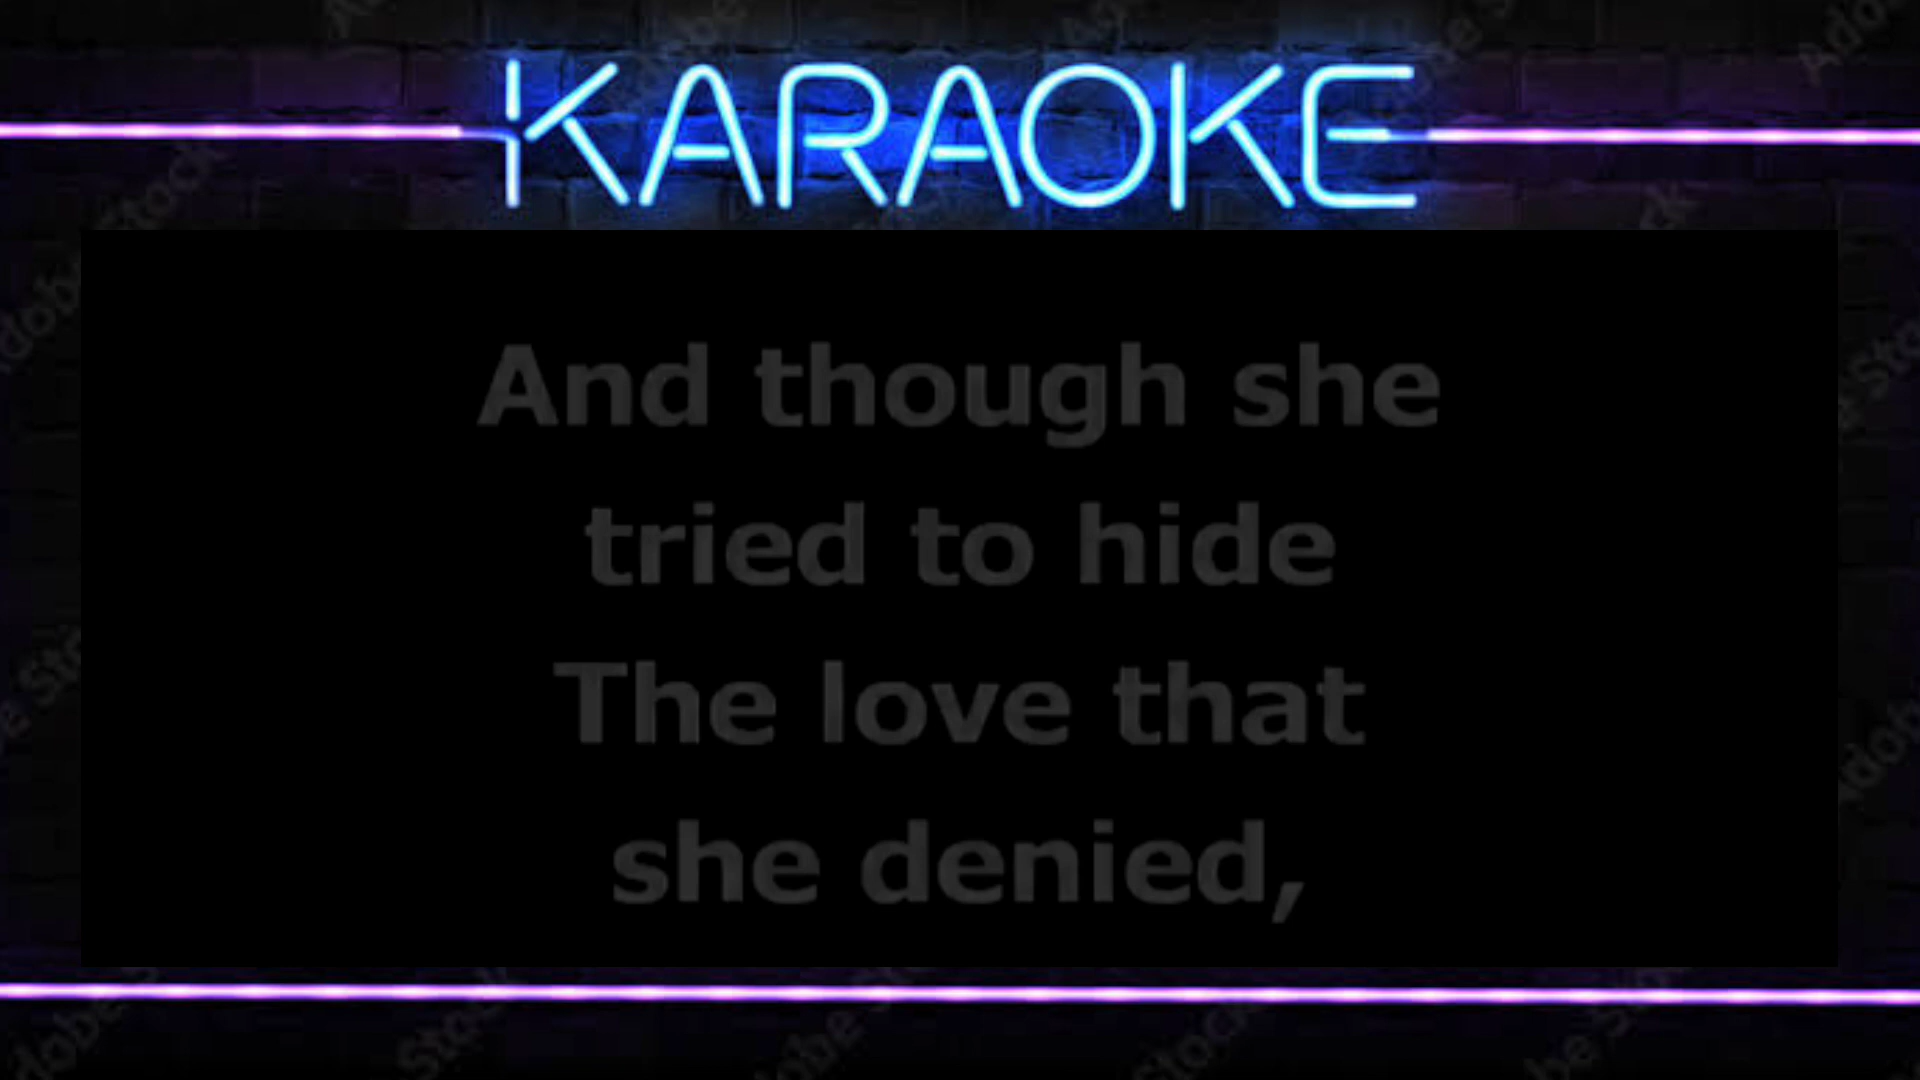 KARAOKE
And though she
tried to hide
The love that
she denied,